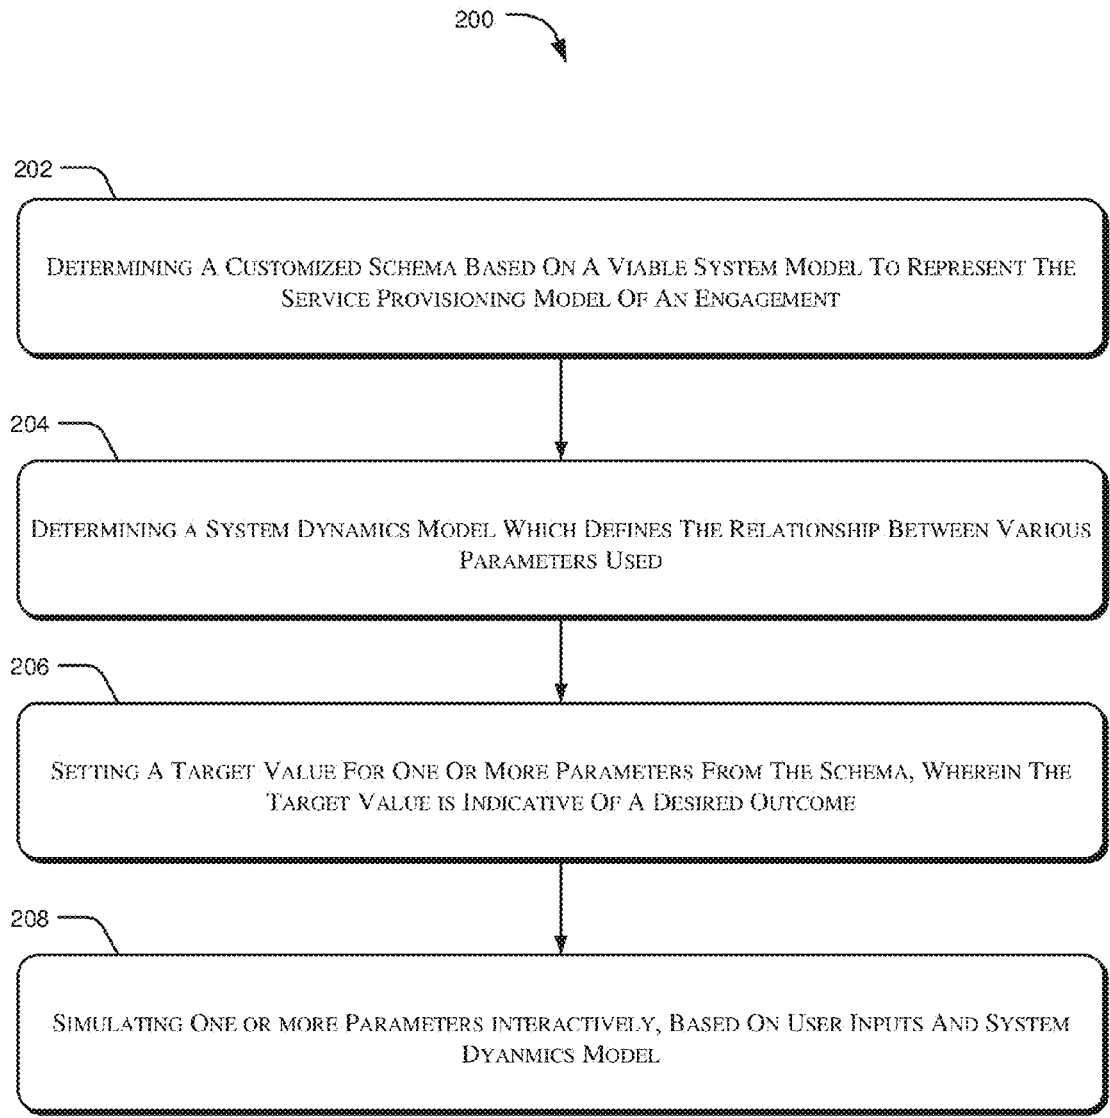 200
202
DETERMINING A CUSTOMIZED SCHEMA BASED ON A VIABLE SYSTEM MODEL TO REPRESENT THE
SERVICE PROVISIONING MODEL OF AN ENGAGEMENT
204
DETERMINING A SYSTEM DYNAMICS MODEL WHICH DEFINES THE RELATIONSHIP BETWEEN VARIOUS
PARAMETERS USED
206
SETTING A TARGET VALUE FOR ONE OR MORE PARAMETERS FROM THE SCHEMA, WHEREIN THE
TARGET VALUE IS INDICATIVE OF A DESIRED OUTCOME
208
SIMULATING ONE OR MORE PARAMETERS INTERACTIVELY, BASED ON USER INPUTS AND SYSTEM
DYANMICS MODEL